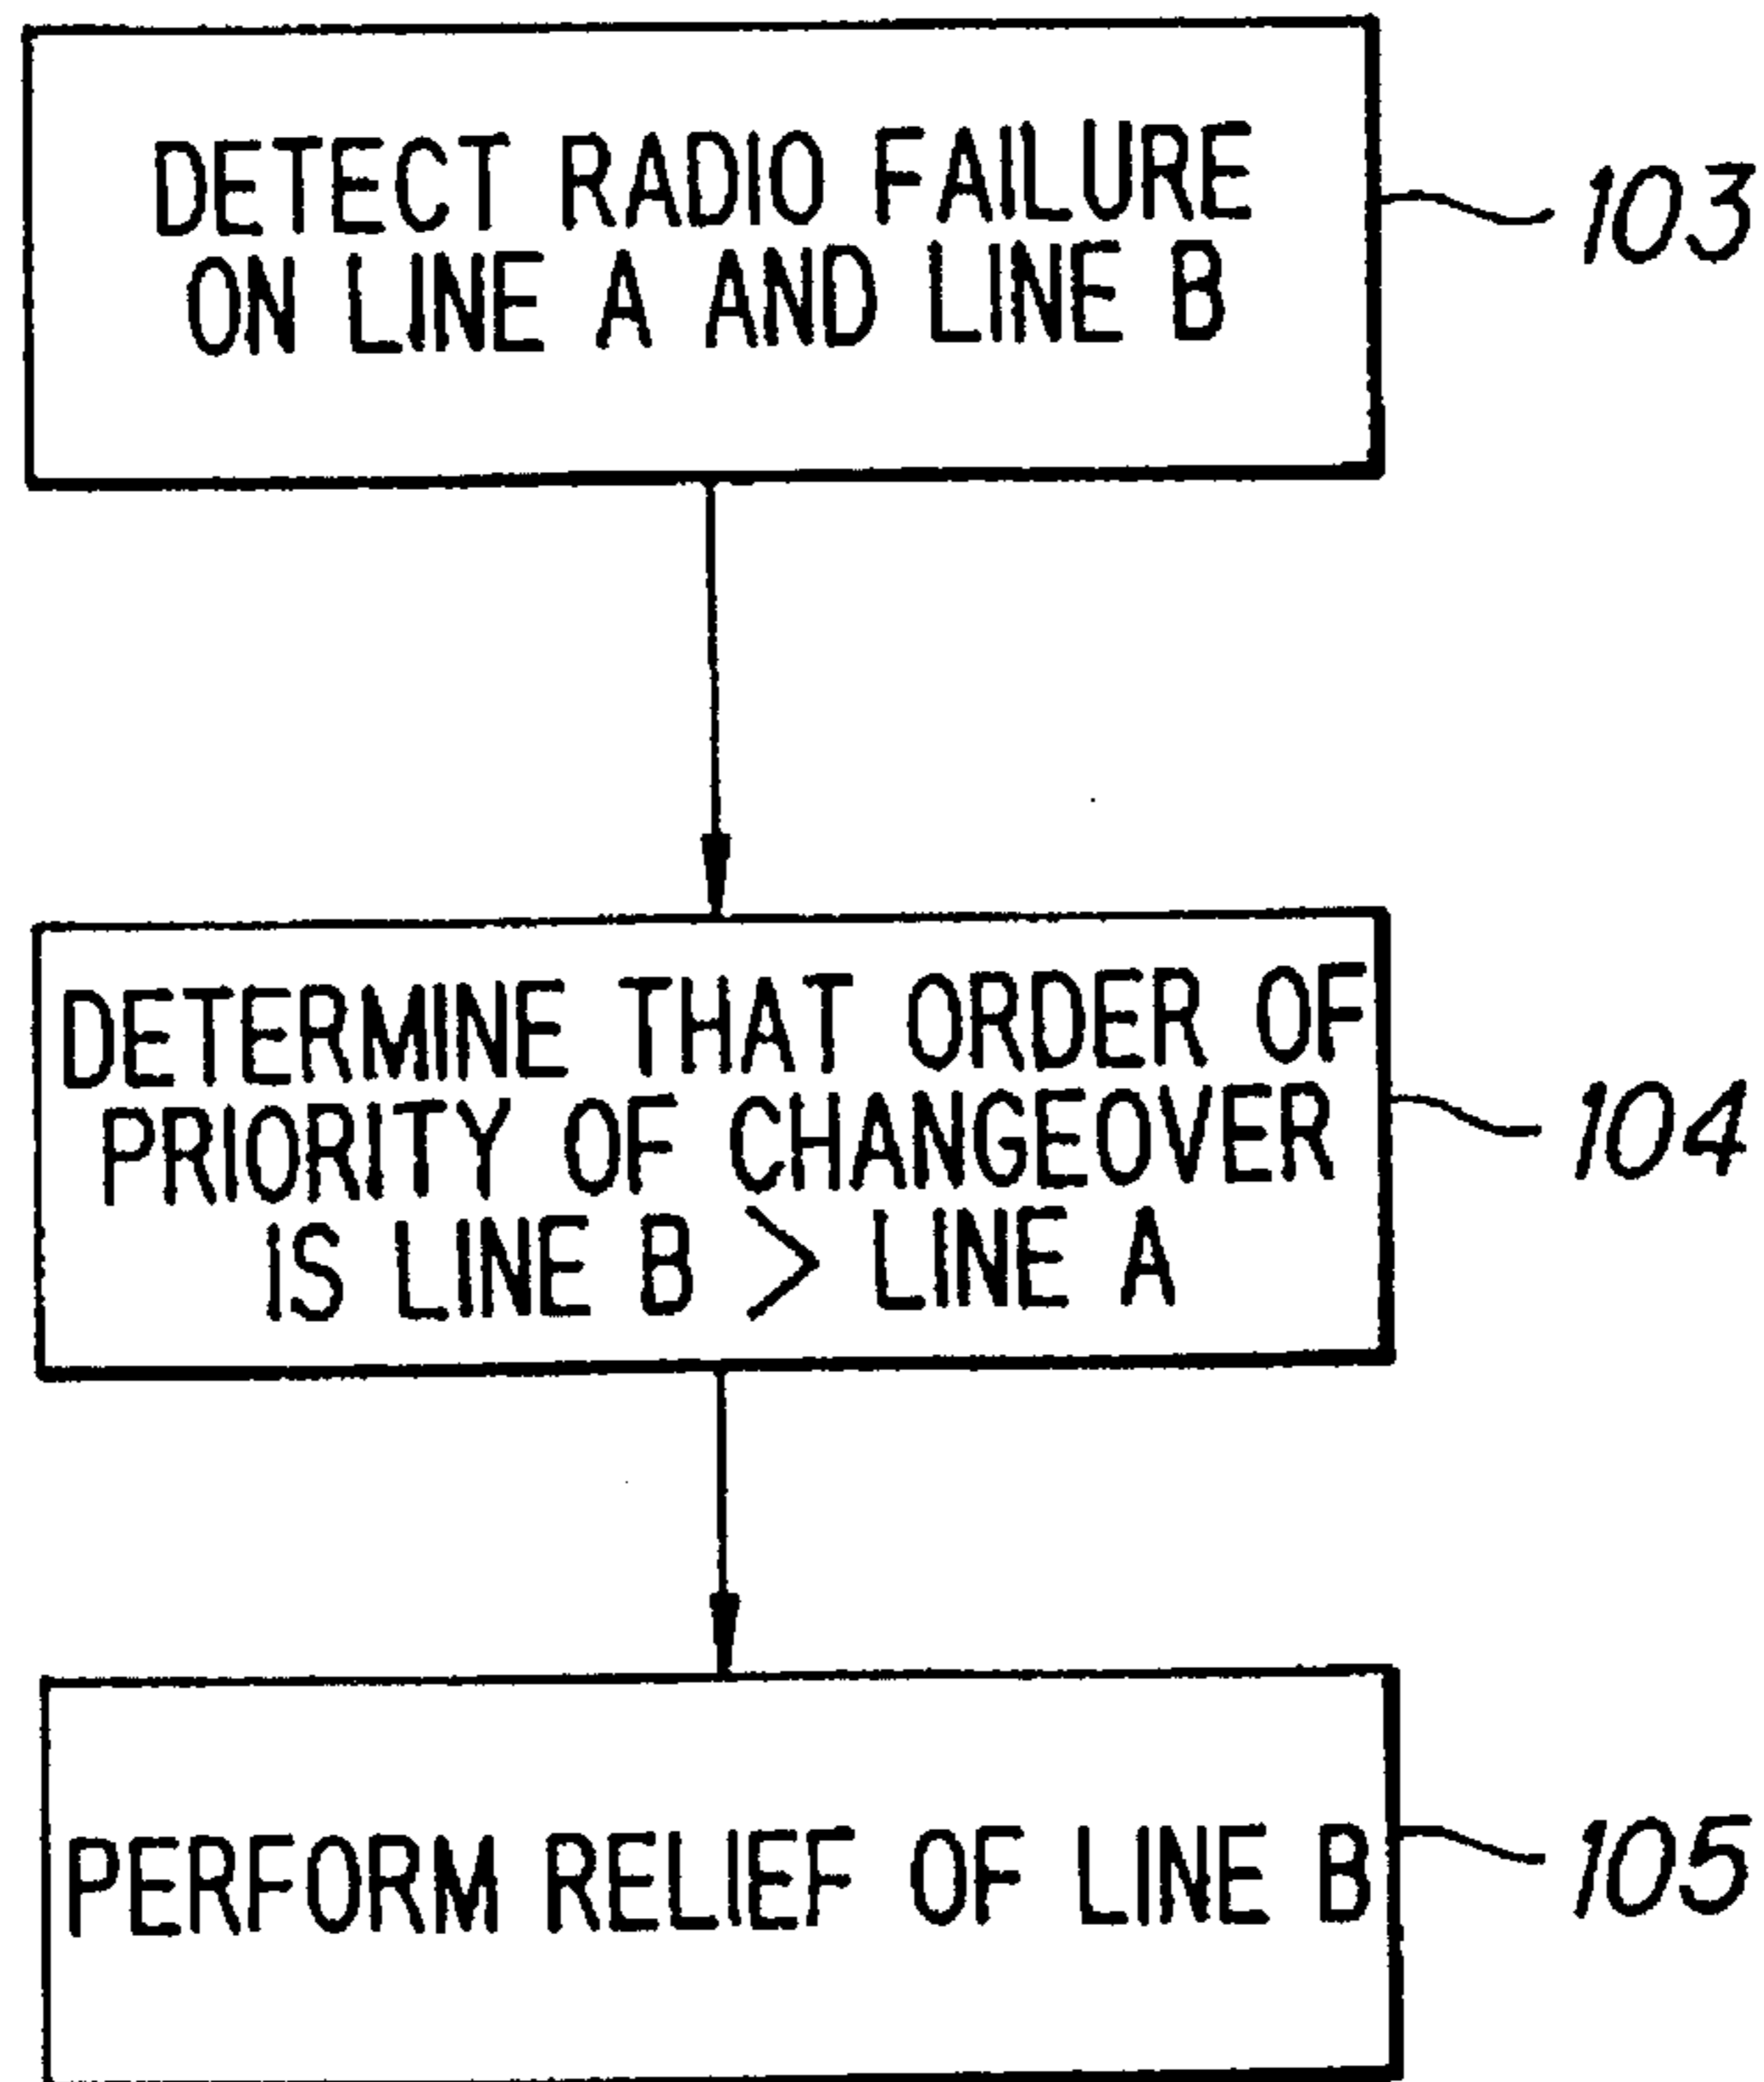 DETECT RADIO FAILURE
ON LINE A AND LINE B
103
DETERMINE THAT ORDER OF
PRIORITY OF CHANGEOVER
IS LINE B > LINE A
104
PERFORM RELIEF OF LINE B
105